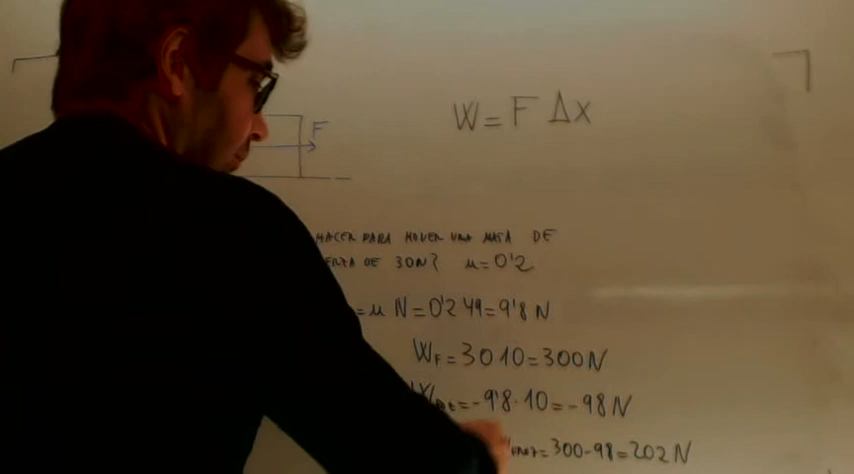 F
W = F Δx
HACER PARA MOVER UNA MASA DE
DE 30N? μ = 0'2
= μ N = 0'2 49 = 9'8 N
W_F = 30 10 = 300 N
= -9'8 · 10 = -98 N
= 300 - 98 = 202 N